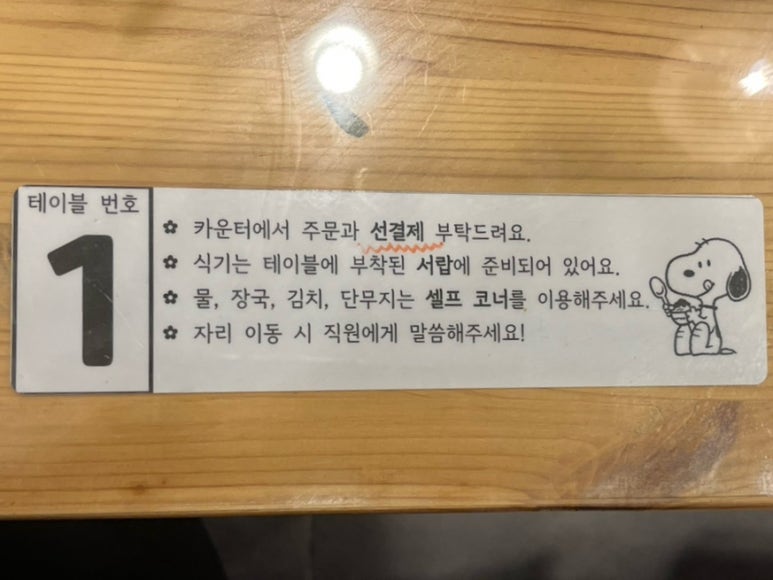 테이블 번호
1
✿ 카운터에서 주문과 선결제 부탁드려요.
✿ 식기는 테이블에 부착된 서랍에 준비되어 있어요.
✿ 물, 장국, 김치, 단무지는 셀프 코너를 이용해주세요.
✿ 자리 이동 시 직원에게 말씀해주세요!